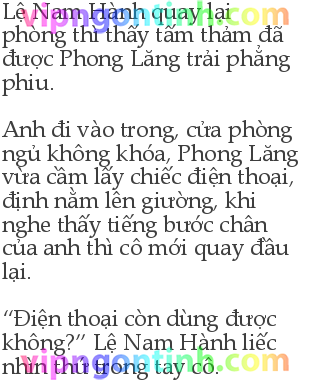 Lệ Nam Hành quay lại
phòng thì thấy tấm thảm đã
được Phong Lăng trải phẳng
phiu.
Anh đi vào trong, cửa phòng
ngủ không khóa, Phong Lăng
vừa cầm lấy chiếc điện thoại,
định nằm lên giường, khi
nghe thấy tiếng bước chân
của anh thì cô mới quay đầu
lại.
“Điện thoại còn dùng được
không?” Lệ Nam Hành liếc
nhìn thứ trong tay cô.
vipngontinh.com
vipngontinh.com